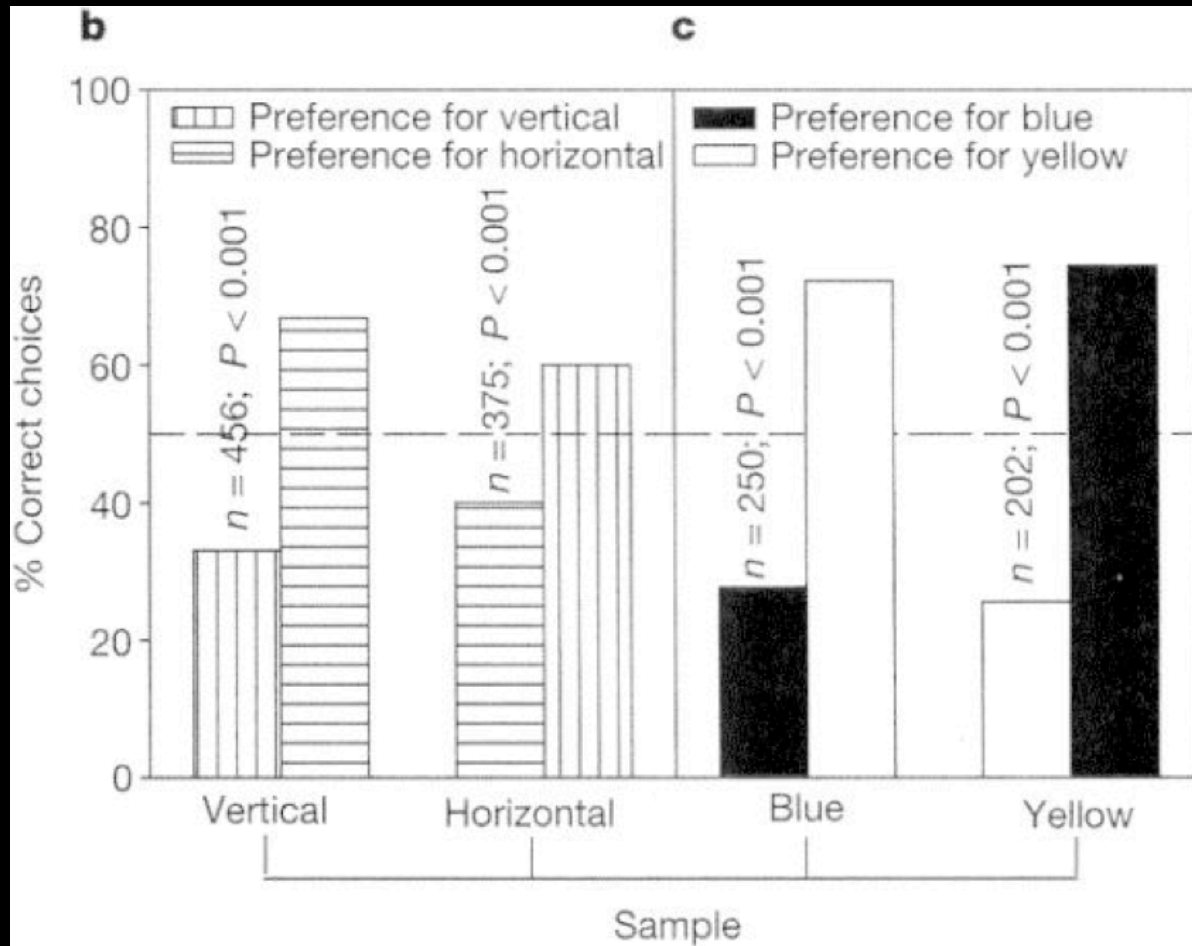 b
c
100
80
60
40
20
0
% Correct choices
Preference for vertical
Preference for horizontal
Preference for blue
Preference for yellow
n = 456; P < 0.001
n = 375; P < 0.001
n = 250; P < 0.001
n = 202; P < 0.001
Vertical
Horizontal
Blue
Yellow
Sample